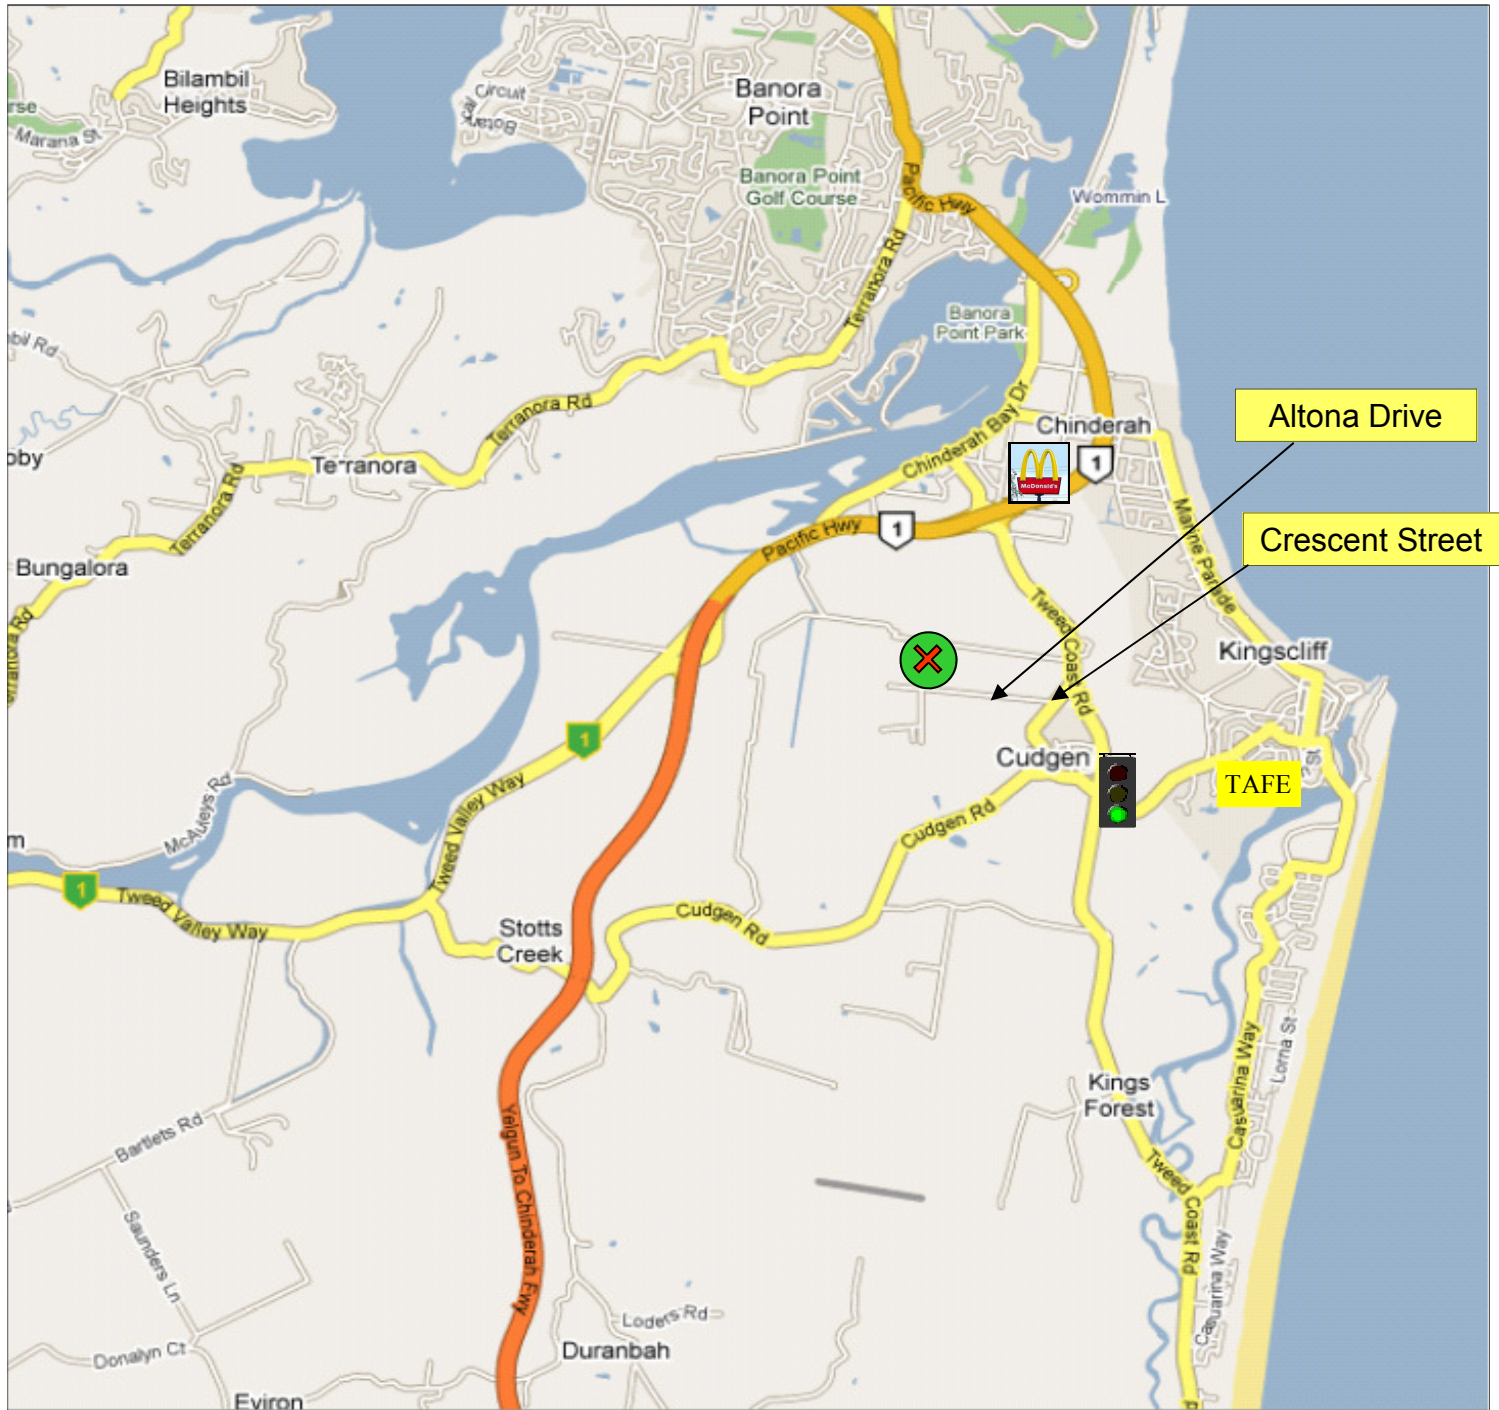 Bilambil
Heights
Marana St
Circuit
Botany
Banora
Point
Banora Point
Golf Course
Pacific Hwy
Wommin L
Terranora Rd
Banora
Point Park
Terranora Rd
Chinderah Bay Dr
Chinderah
Altona Drive
McDonald's
1
Terranora
Terranora Rd
Bungalora
Pacific Hwy
1
Marine Parade
Crescent Street
Tweed Coast Rd
Kingscliff
1
Cudgen
TAFE
St
McAuleys Rd
Tweed Valley Way
Cudgen Rd
1
Tweed Valley Way
Stotts
Creek
Cudgen Rd
Casuarina Way
Lorna St
Kings
Forest
Bartlets Rd
Yelgun To Chinderah Fwy
Tweed Coast Rd
Saunders Ln
Casuarina Way
Loders Rd
Donalyn Ct
Duranbah
Eviron